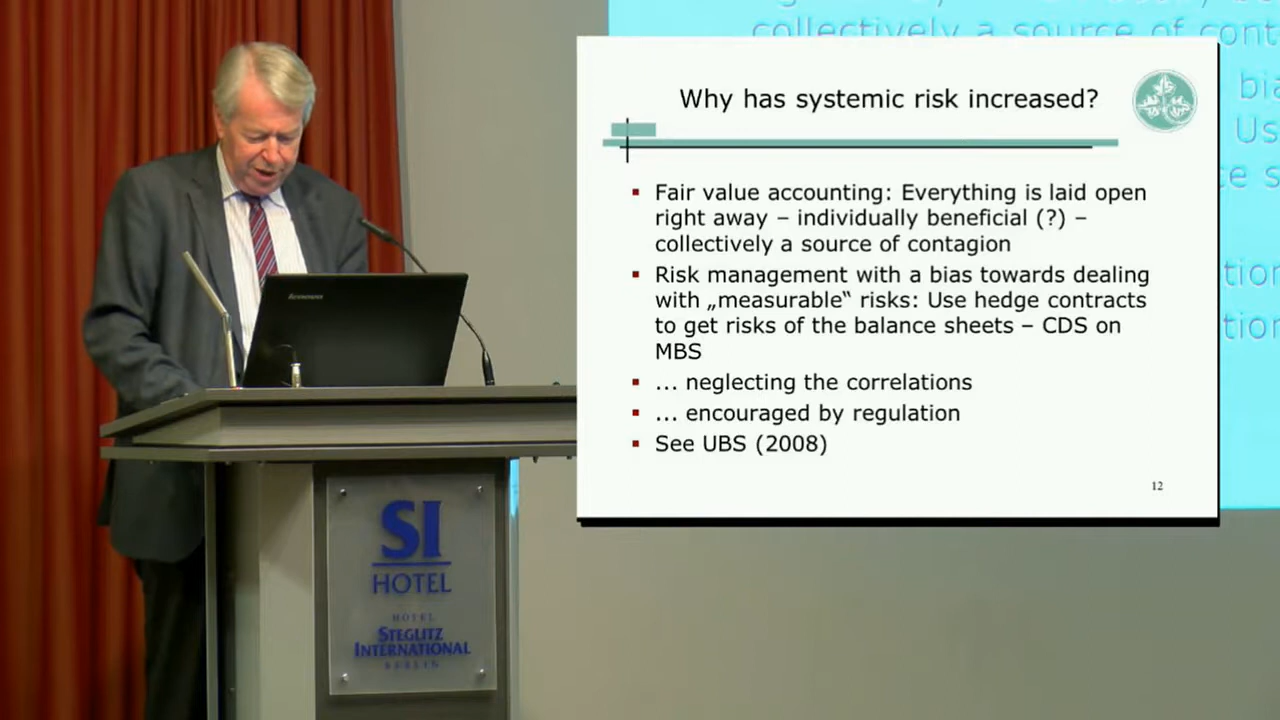 collectively a source of cont
bia
Us
e s
tion
tion
Why has systemic risk increased?
Fair value accounting: Everything is laid open
right away – individually beneficial (?) –
collectively a source of contagion
Risk management with a bias towards dealing
with „measurable“ risks: Use hedge contracts
to get risks of the balance sheets – CDS on
MBS
... neglecting the correlations
... encouraged by regulation
See UBS (2008)
12
lenovo
SI
HOTEL
HOTEL
STEGLITZ
INTERNATIONAL
BERLIN